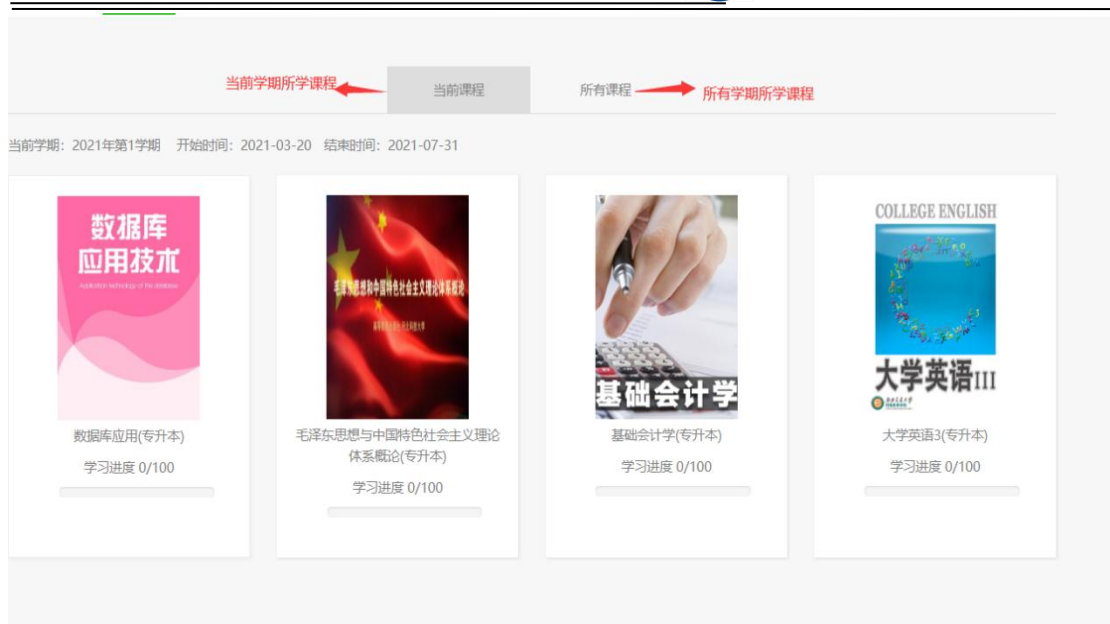 当前学期所学课程
当前课程
所有课程
所有学期所学课程
当前学期：2021年第1学期 开始时间：2021-03-20 结束时间：2021-07-31
数据库
应用技术
Application technology of the database
毛泽东思想和中国特色社会主义理论体系概论
基础会计学
COLLEGE ENGLISH
大学英语III
数据库应用(专升本)
学习进度 0/100
毛泽东思想与中国特色社会主义理论
体系概论(专升本)
学习进度 0/100
基础会计学(专升本)
学习进度 0/100
大学英语3(专升本)
学习进度 0/100